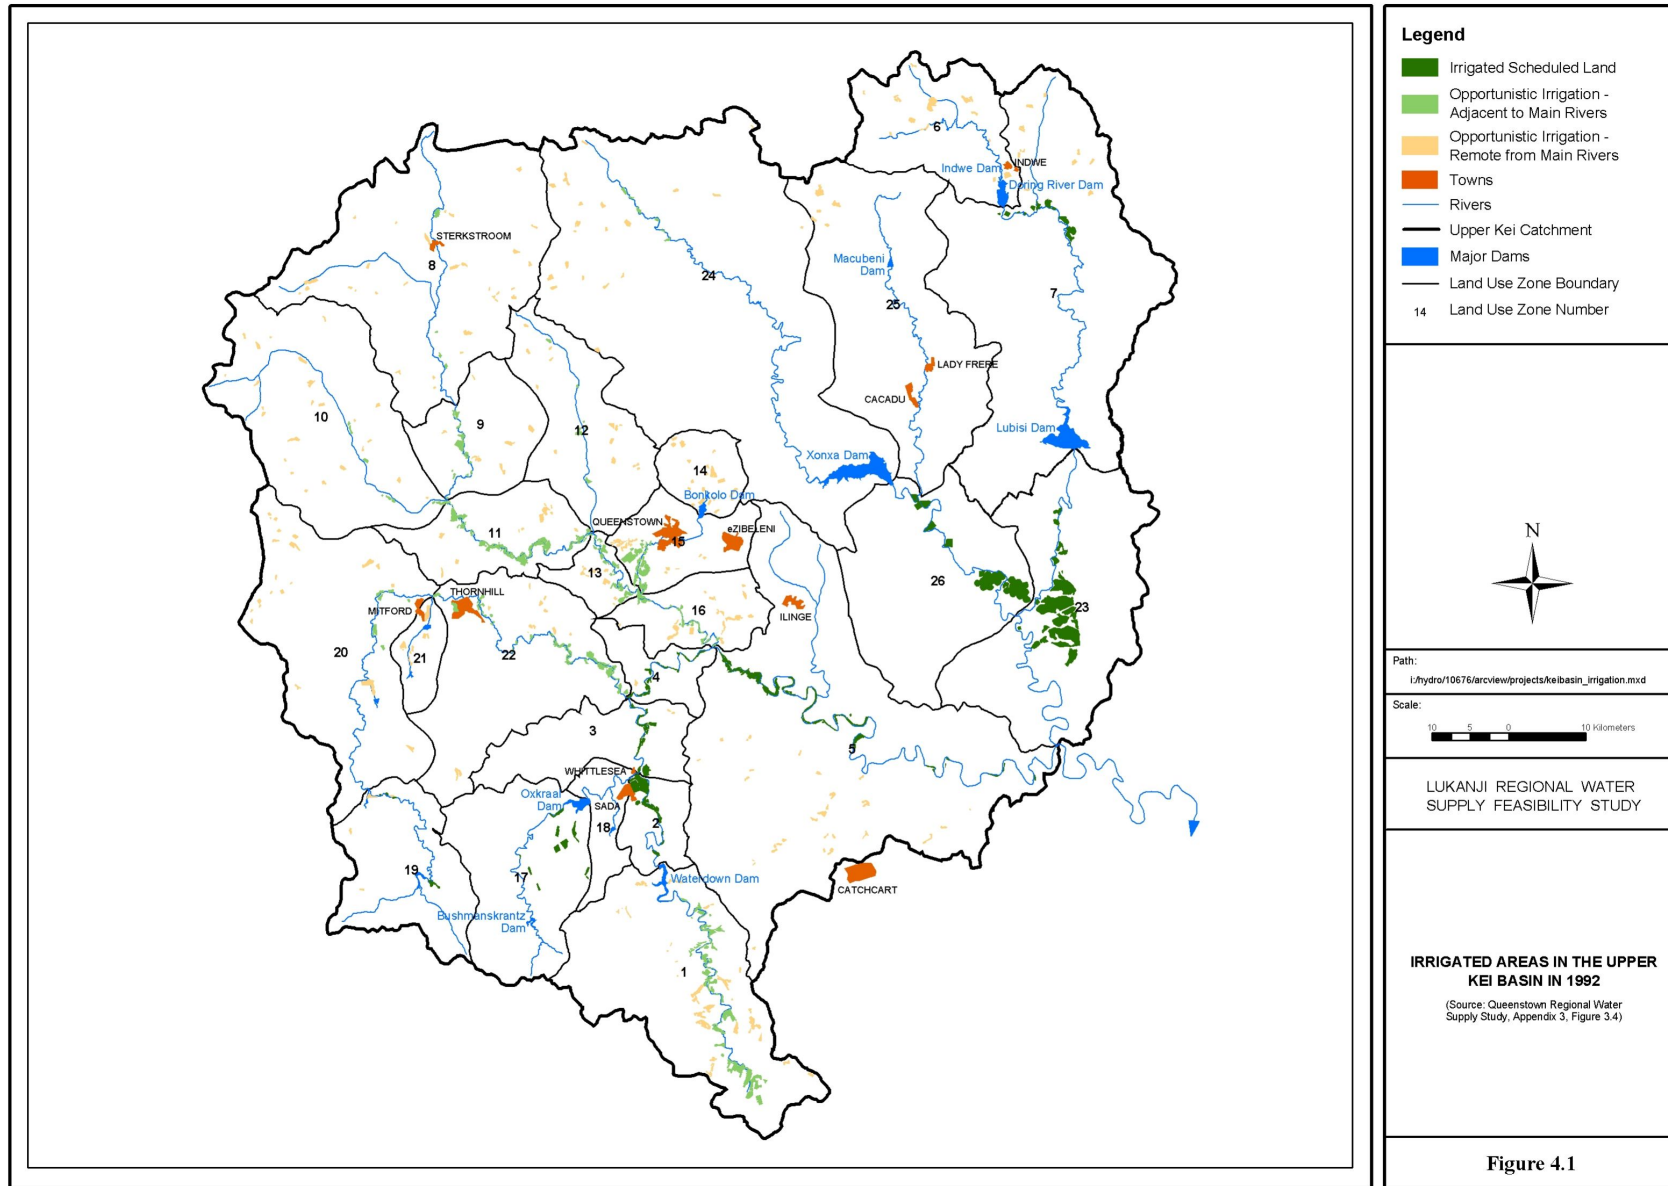 6
Indwe Dam
INDWE
Doring River Dam
STERKSTROOM
8
24
Macubeni
Dam
25
7
LADY FRERE
CACADU
10
9
12
Lubisi Dam
14
Xonxa Dam
Bonkolo Dam
QUEENSTOWN
eZIBELENI
15
11
13
26
THORNHILL
MITFORD
16
ILINGE
23
20
21
22
4
3
5
WHITTLESEA
Oxkraal
Dam
SADA
18
2
19
17
Waterdown Dam
CATCHCART
Bushmanskrantz
Dam
1
Legend
Irrigated Scheduled Land
Opportunistic Irrigation -
Adjacent to Main Rivers
Opportunistic Irrigation -
Remote from Main Rivers
Towns
Rivers
Upper Kei Catchment
Major Dams
Land Use Zone Boundary
14 Land Use Zone Number
N
Path:
i:/hydro/10676/arcview/projects/keibasin_irrigation.mxd
Scale:
10 5 0 10 Kilometers
LUKANJI REGIONAL WATER
SUPPLY FEASIBILITY STUDY
IRRIGATED AREAS IN THE UPPER
KEI BASIN IN 1992
(Source: Queenstown Regional Water
Supply Study, Appendix 3, Figure 3.4)
Figure 4.1